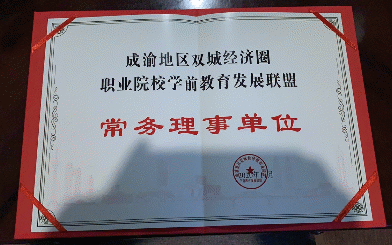 成渝地区双城经济圈
职业院校学前教育发展联盟
常务理事单位